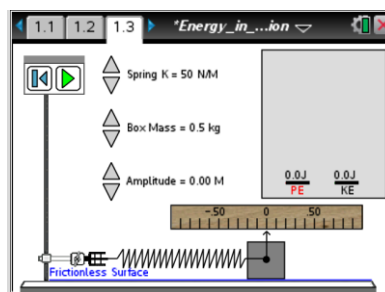 1.1 1.2 1.3 *Energy_in_...ion
Spring K = 50 N/M
Box Mass = 0.5 kg
Amplitude = 0.00 M
0.0J 0.0J
PE KE
-.50 0 .50
Frictionless Surface